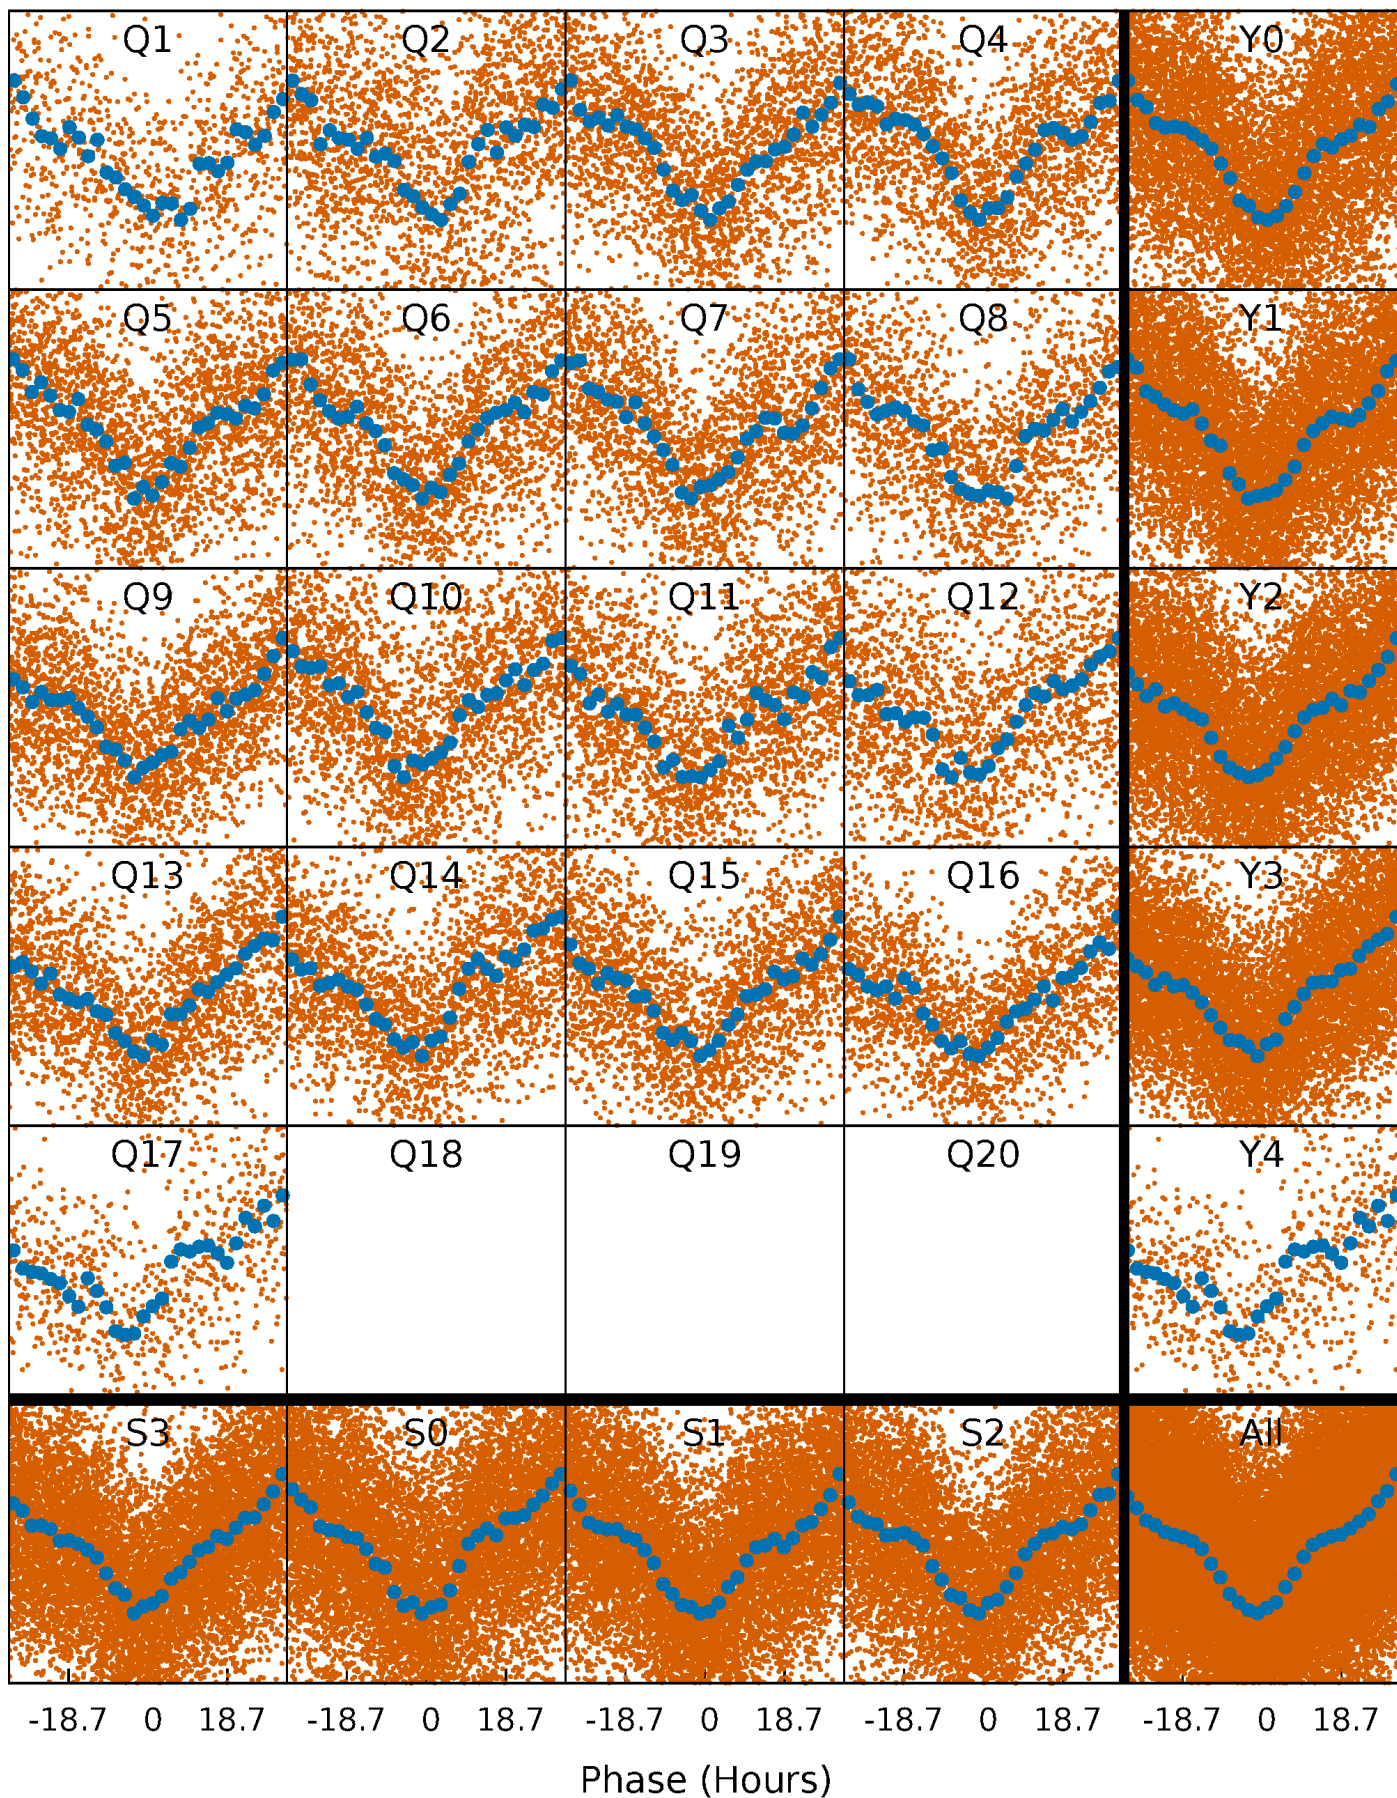 Q1 Q2 Q3 Q4 Y0
Q5 Q6 Q7 Q8 Y1
Q9 Q10 Q11 Q12 Y2
Q13 Q14 Q15 Q16 Y3
Q17 Q18 Q19 Q20 Y4
S3 S0 S1 S2 All
-18.7 0 18.7 -18.7 0 18.7 -18.7 0 18.7 -18.7 0 18.7 -18.7 0 18.7
Phase (Hours)